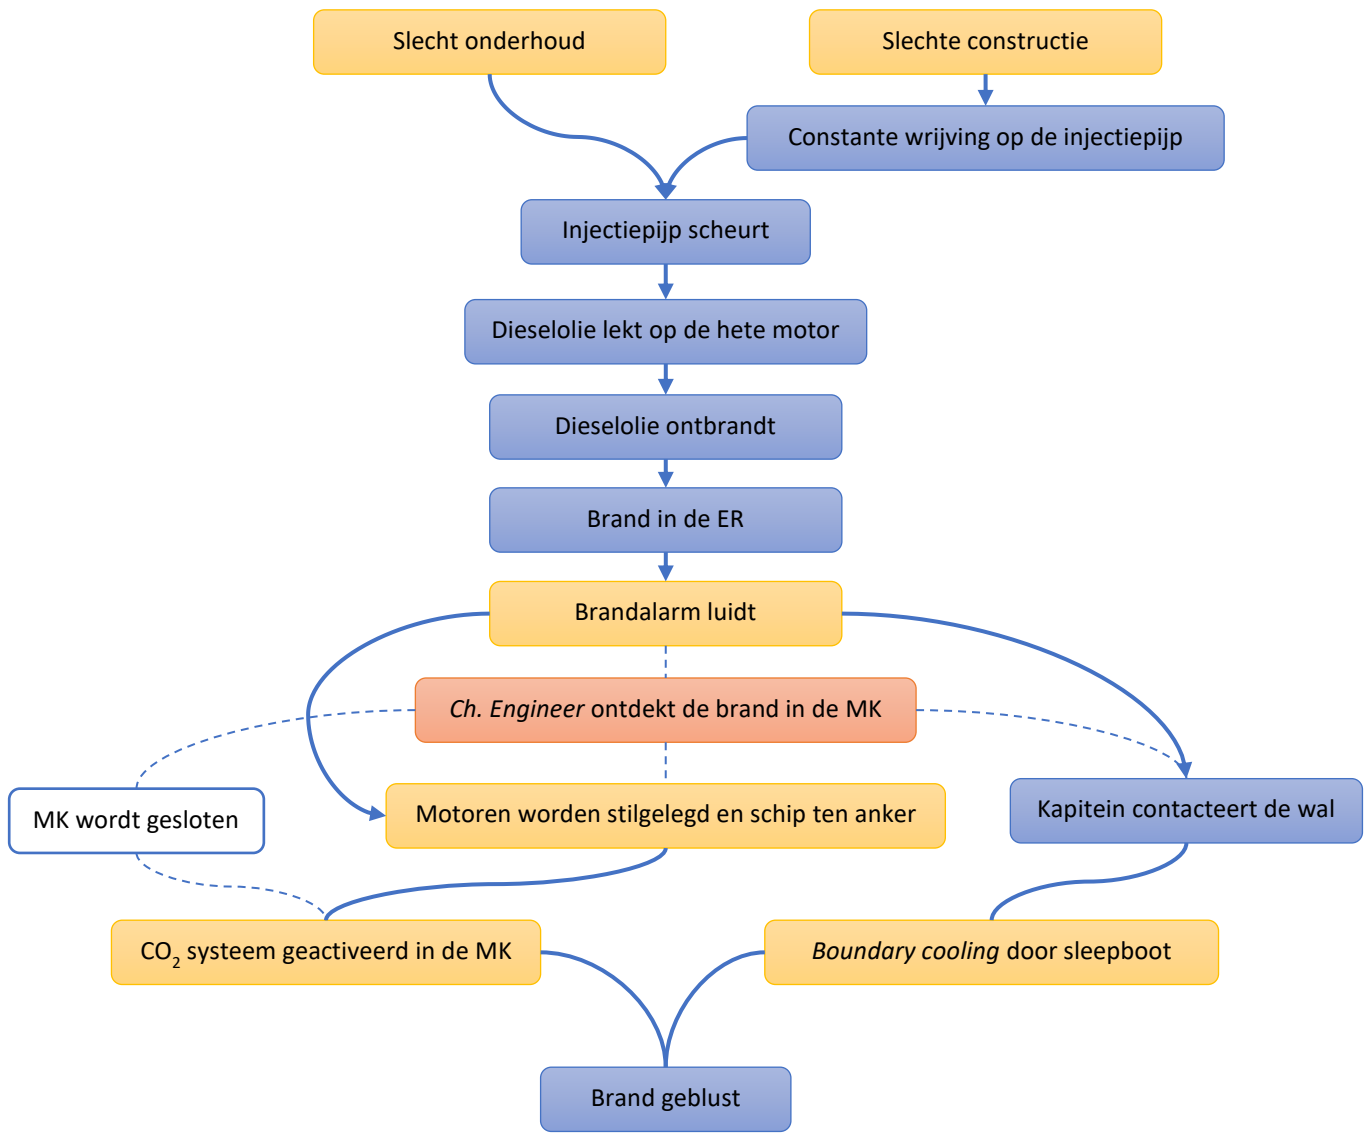 Slecht onderhoud
Slechte constructie
Constante wrijving op de injectiepijp
Injectiepijp scheurt
Dieselolie lekt op de hete motor
Dieselolie ontbrandt
Brand in de ER
Brandalarm luidt
Ch. Engineer ontdekt de brand in de MK
MK wordt gesloten
Motoren worden stilgelegd en schip ten anker
Kapitein contacteert de wal
CO2 systeem geactiveerd in de MK
Boundary cooling door sleepboot
Brand geblust